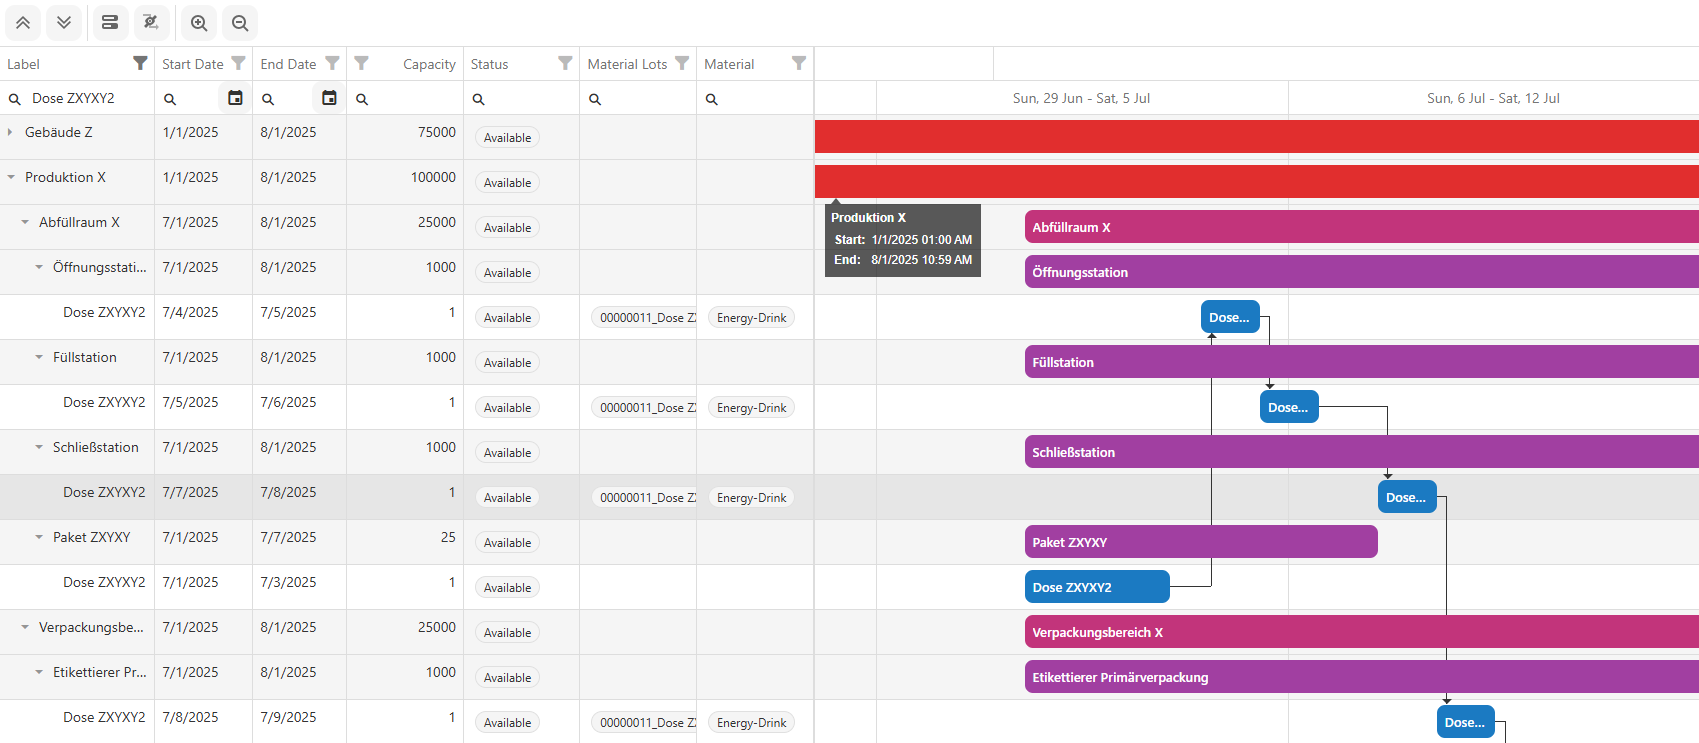 Label Start Date End Date Capacity Status Material Lots Material
Dose ZXYXY2 Sun, 29 Jun - Sat, 5 Jul Sun, 6 Jul - Sat, 12 Jul
Gebäude Z 1/1/2025 8/1/2025 75000 Available
Produktion X 1/1/2025 8/1/2025 100000 Available
Produktion X
Start: 1/1/2025 01:00 AM
End: 8/1/2025 10:59 AM
Abfüllraum X 7/1/2025 8/1/2025 25000 Available Abfüllraum X
Öffnungsstati... 7/1/2025 8/1/2025 1000 Available Öffnungsstation
Dose ZXYXY2 7/4/2025 7/5/2025 1 Available 00000011_Dose ZX Energy-Drink Dose...
Füllstation 7/1/2025 8/1/2025 1000 Available Füllstation
Dose ZXYXY2 7/5/2025 7/6/2025 1 Available 00000011_Dose ZX Energy-Drink Dose...
Schließstation 7/1/2025 8/1/2025 1000 Available Schließstation
Dose ZXYXY2 7/7/2025 7/8/2025 1 Available 00000011_Dose ZX Energy-Drink Dose...
Paket ZXYXY 7/1/2025 7/7/2025 25 Available Paket ZXYXY
Dose ZXYXY2 7/1/2025 7/3/2025 1 Available Dose ZXYXY2
Verpackungsbe... 7/1/2025 8/1/2025 25000 Available Verpackungsbereich X
Etikettierer Pr... 7/1/2025 8/1/2025 1000 Available Etikettierer Primärverpackung
Dose ZXYXY2 7/8/2025 7/9/2025 1 Available 00000011_Dose ZX Energy-Drink Dose...